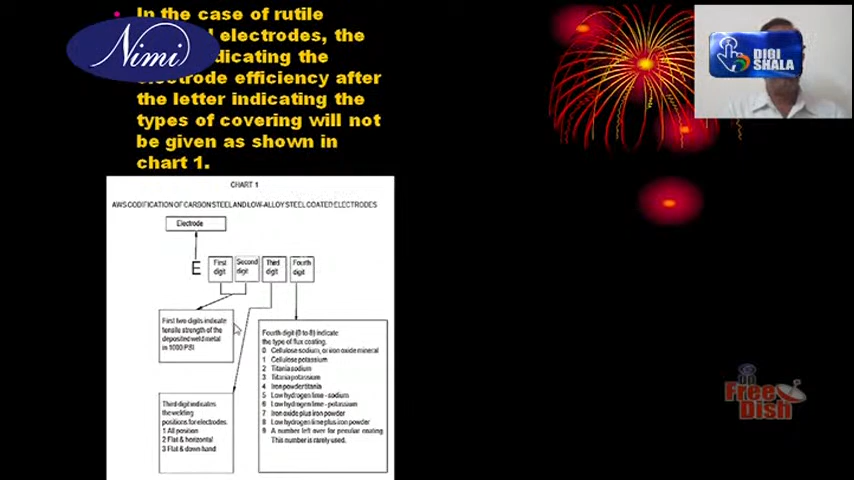 In the case of rutile
electrodes, the
indicating the
electrode efficiency after
the letter indicating the
types of covering will not
be given as shown in
chart 1.
Nimi
DIGI
SHALA
CHART 1
AWS CODIFICATION OF CARBON STEEL AND LOW-ALLOY STEEL COATED ELECTRODES
Electrode
E
First
digit
Second
digit
Third
digit
Fourth
digit
First two digits indicate
tensile strength of the
deposited weld metal
in 1000 PSI
Third digit indicates
the welding
positions for electrodes.
1 All position
2 Flat & horizontal
3 Flat & down hand
Fourth digit (0 to 8) indicate
the type of flux coating.
0 Cellulose sodium, or iron oxide mineral
1 Cellulose potassium
2 Titania sodium
3 Titania potassium
4 Iron powder titania
5 Low hydrogen lime - sodium
6 Low hydrogen lime - potassium
7 Iron oxide plus iron powder
8 Low hydrogen lime plus iron powder
9 A number left over for peculiar coating
This number is rarely used.
on
Free
Dish